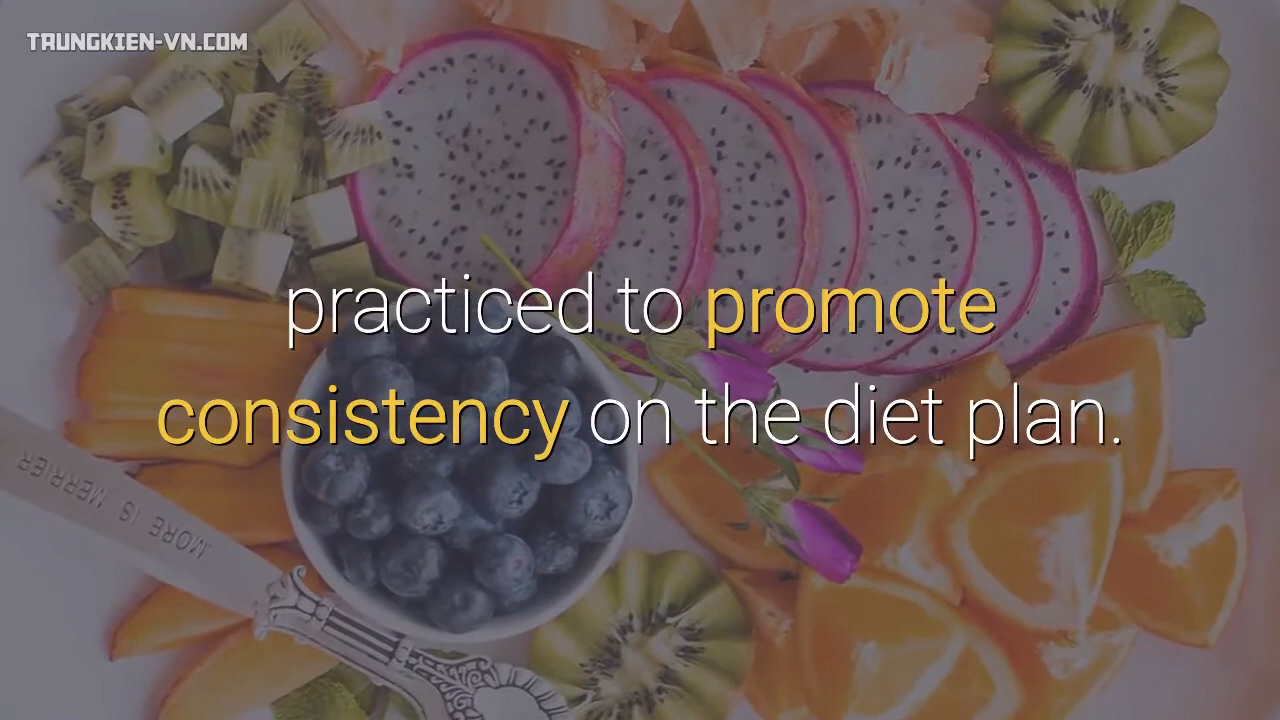 TRUNGKIEN-VN.COM
practiced to promote
consistency on the diet plan.
MORE IS MERRIER